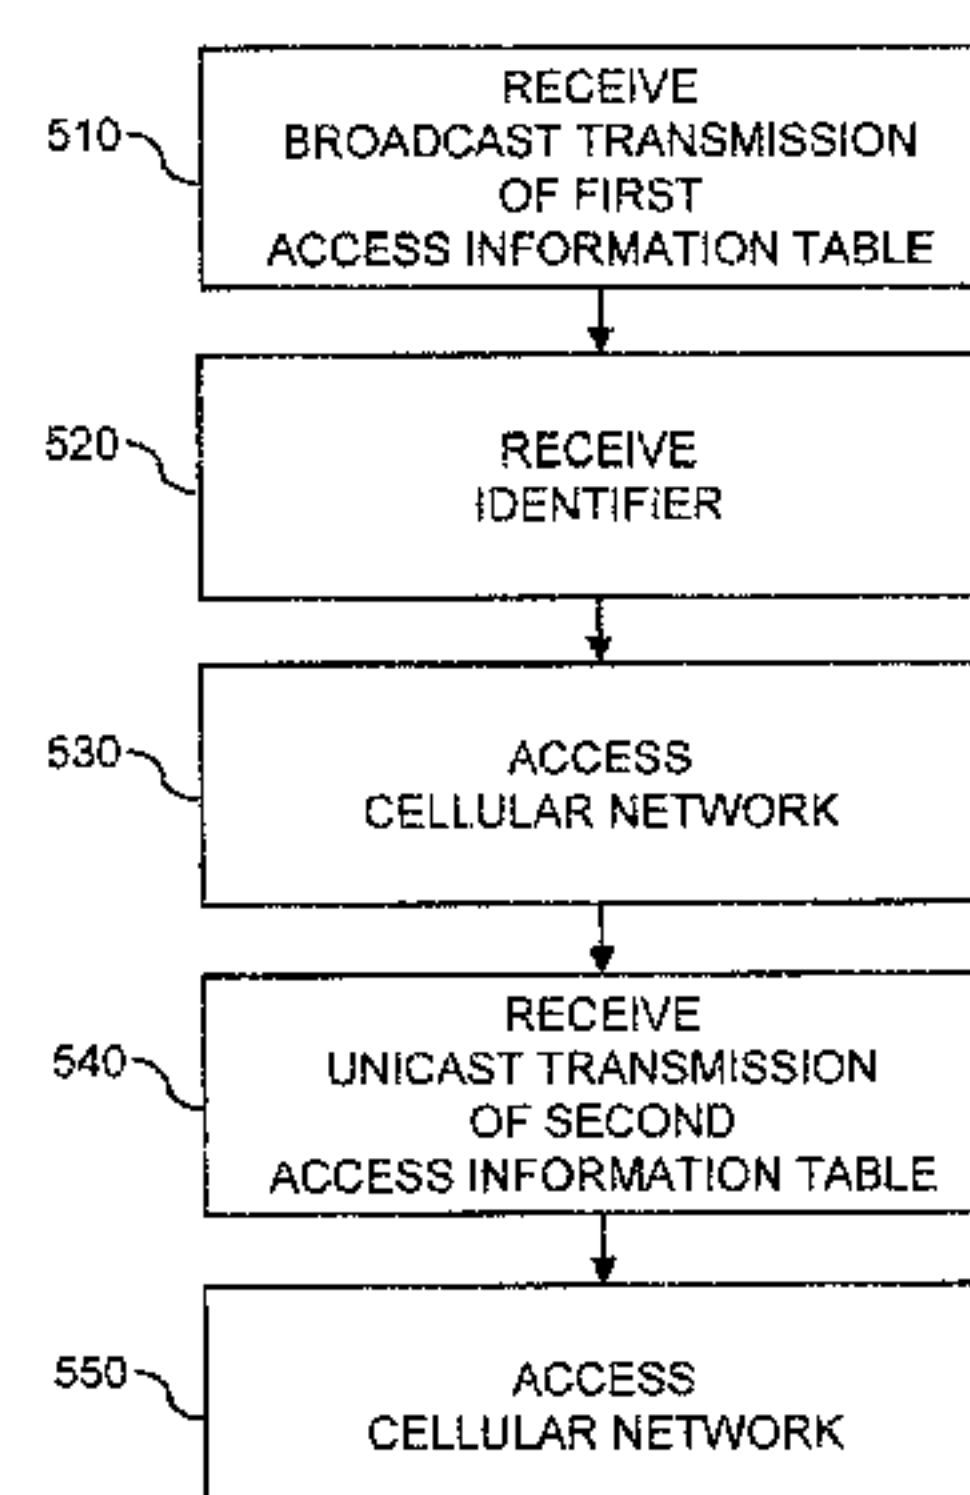 510
RECEIVE
BROADCAST TRANSMISSION
OF FIRST
ACCESS INFORMATION TABLE
520
RECEIVE
IDENTIFIER
530
ACCESS
CELLULAR NETWORK
540
RECEIVE
UNICAST TRANSMISSION
OF SECOND
ACCESS INFORMATION TABLE
550
ACCESS
CELLULAR NETWORK